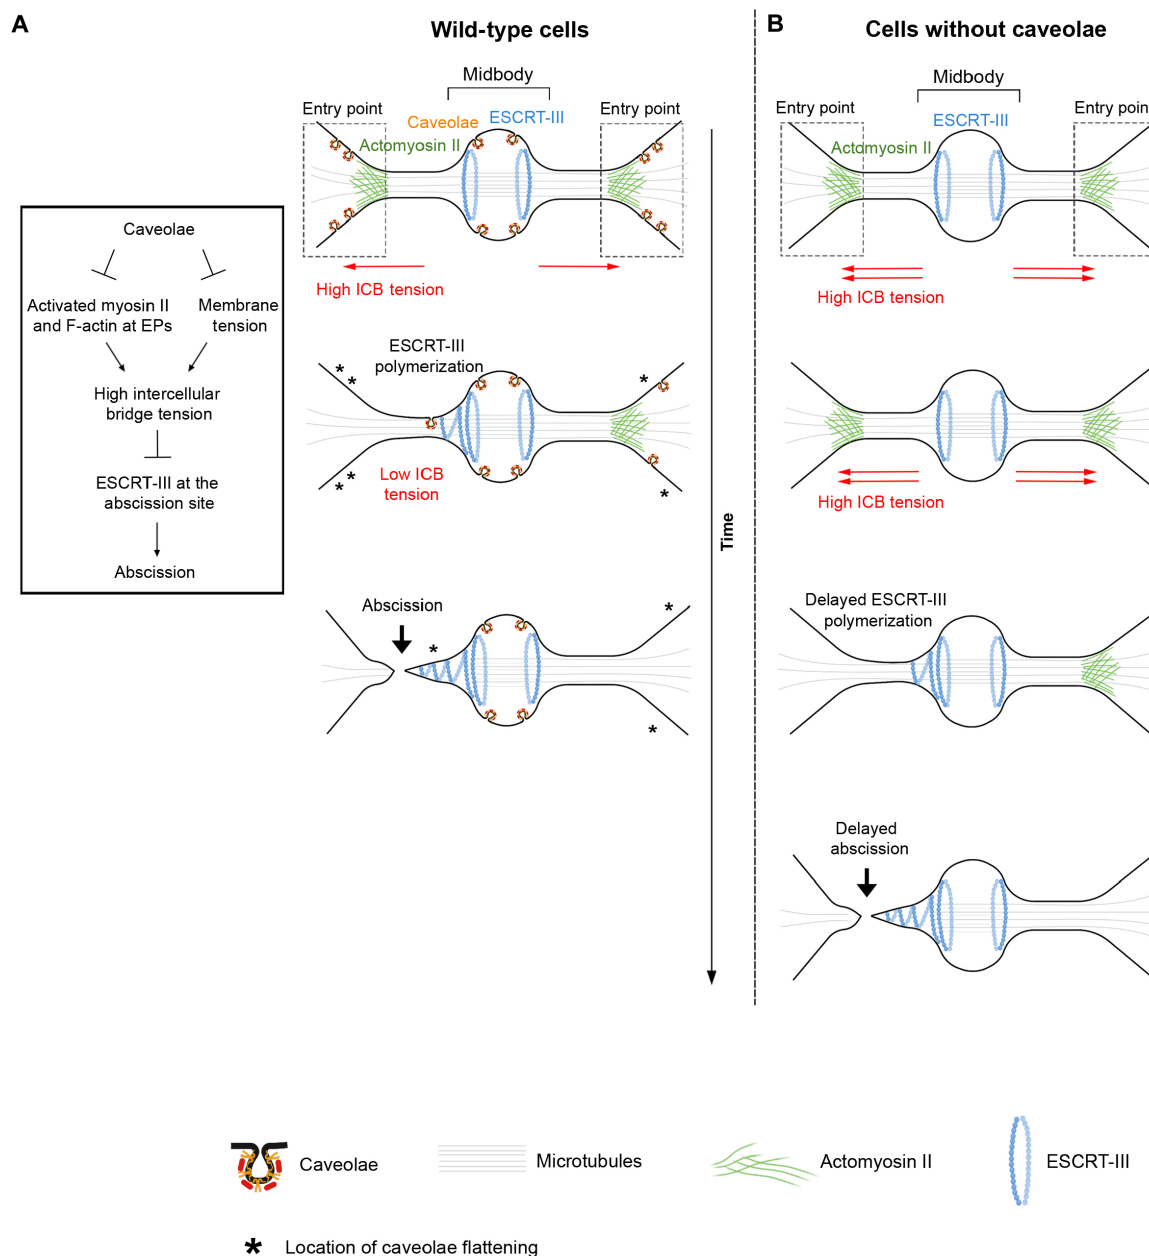 A
Wild-type cells
Midbody
Entry point
Caveolae
ESCRT-III
Entry point
Actomyosin II
High ICB tension
Caveolae
Activated myosin II
and F-actin at EPs
Membrane
tension
High intercellular
bridge tension
ESCRT-III at the
abscission site
Abscission
ESCRT-III
polymerization
*
*
*
*
*
*
*
Low ICB
tension
Abscission
*
*
*
Time
B
Cells without caveolae
Midbody
Entry point
ESCRT-III
Entry poin
Actomyosin II
High ICB tension
High ICB tension
Delayed ESCRT-III
polymerization
Delayed
abscission
Caveolae
Microtubules
Actomyosin II
ESCRT-III
* Location of caveolae flattening